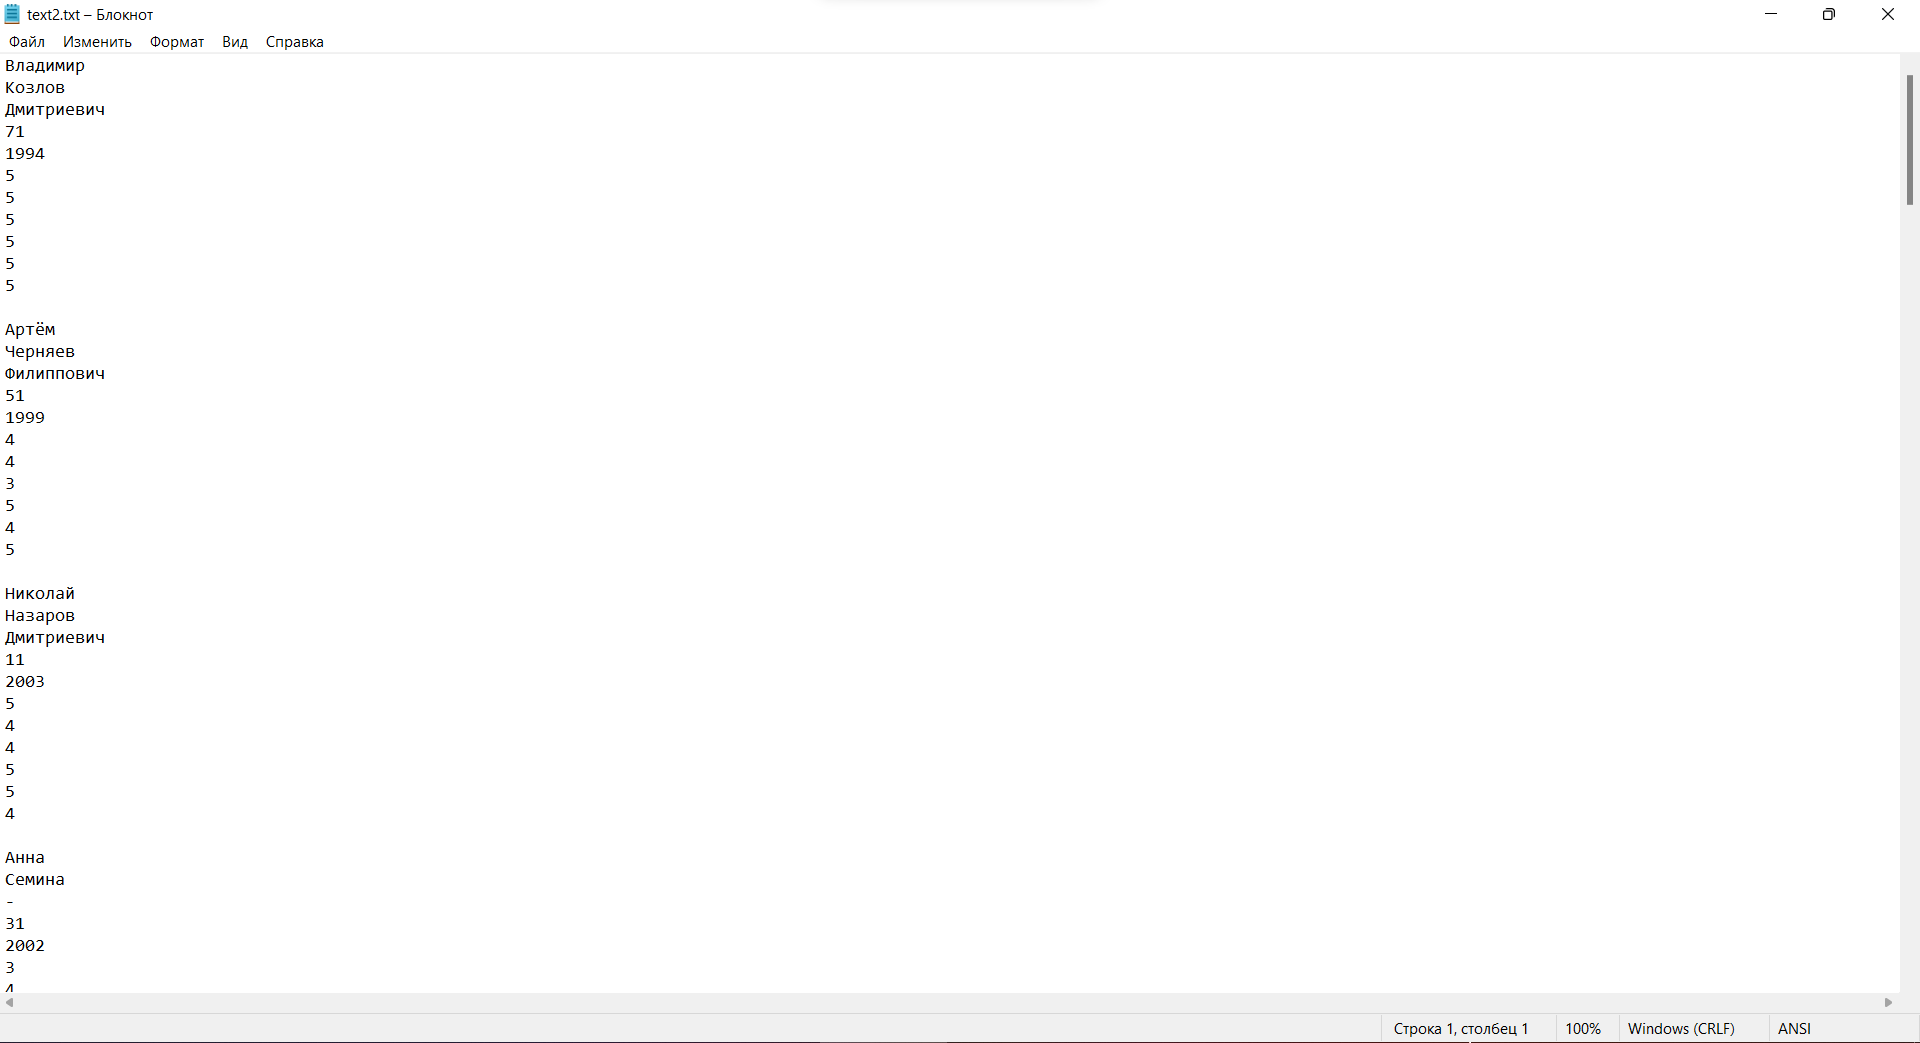 text2.txt – Блокнот
Файл Изменить Формат Вид Справка
Владимир
Козлов
Дмитриевич
71
1994
5
5
5
5
5
5
Артём
Черняев
Филиппович
51
1999
4
4
3
5
4
5
Николай
Назаров
Дмитриевич
11
2003
5
4
4
5
5
4
Анна
Семина
-
31
2002
3
4
Строка 1, столбец 1 100% Windows (CRLF) ANSI